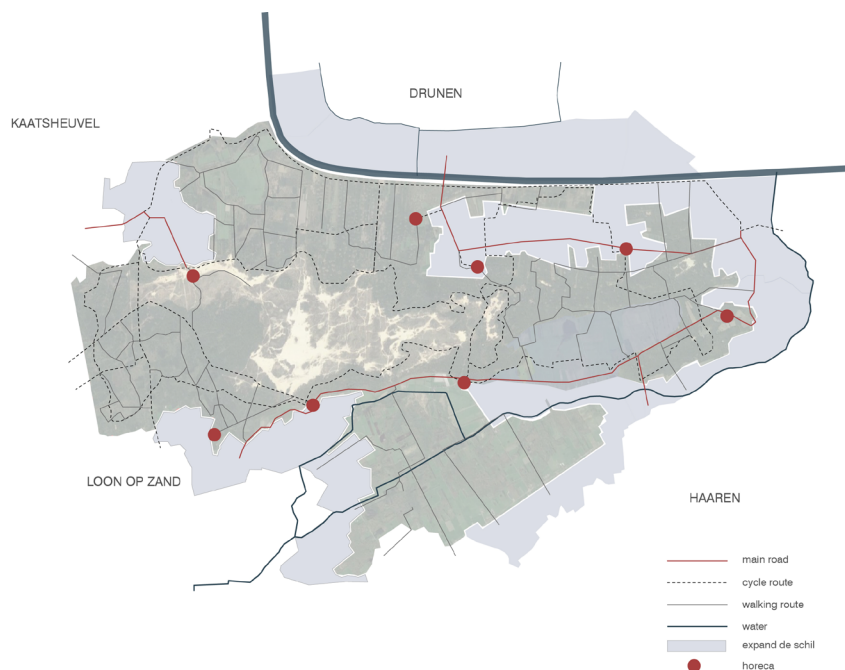 DRUNEN
KAATSHEUVEL
LOON OP ZAND
HAAREN
main road
cycle route
walking route
water
expand de schil
horeca